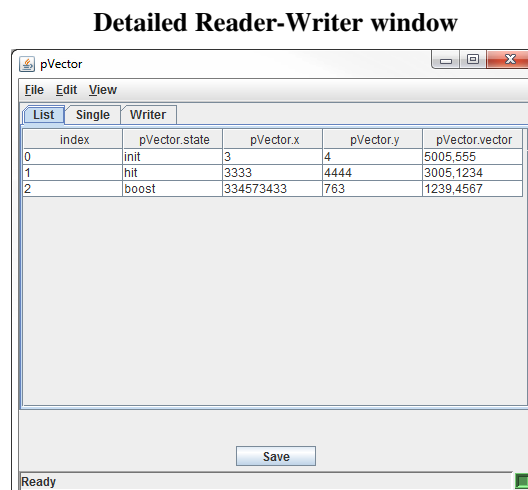 Detailed Reader-Writer window
pVector
File Edit View
List Single Writer
index pVector.state pVector.x pVector.y pVector.vector
0 init 3 4 5005,555
1 hit 3333 4444 3005,1234
2 boost 334573433 763 1239,4567
Save
Ready